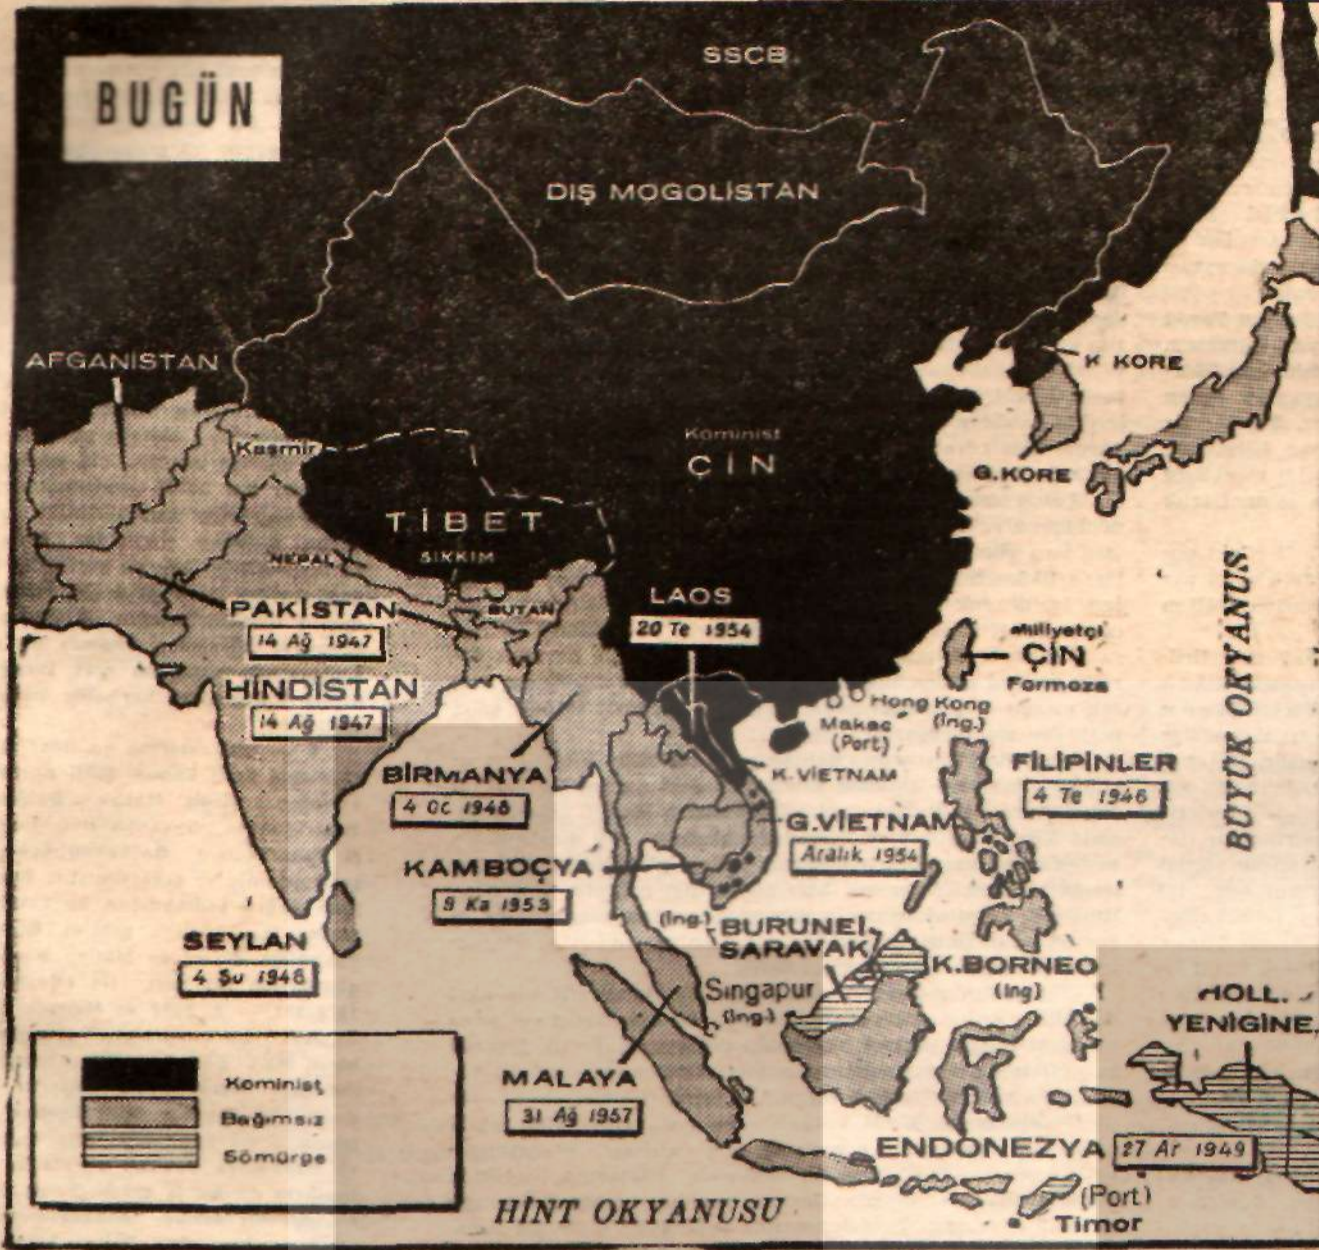 BUGÜN
SSCB
DIŞ MOGOLİSTAN
AFGANİSTAN
K KORE
G.KORE
Kominist
ÇİN
Kaşmir
TİBET
SIKKIM
NEPAL
BUTAN
PAKİSTAN
14 Ağ 1947
HİNDİSTAN
14 Ağ 1947
LAOS
20 Te 1954
Milliyetçi
ÇİN
Formoza
BÜYÜK OKYANUS
Hong Kong
(İng.)
Makac
(Port.)
K.VİETNAM
BİRMANYA
4 Oc 1948
FİLİPİNLER
4 Te 1946
G.VİETNAM
Aralık 1954
KAMBOÇYA
9 Ka 1953
SEYLAN
4 Şu 1948
(İng.)
BURUNEİ
SARAVAK
K.BORNEO
(İng)
Sıngapur
(İng.)
HOLL.
YENİGİNE
MALAYA
31 Ağ 1957
Kominist
Bağımsız
Sömürge
ENDONEZYA
27 Ar 1949
(Port.)
Timor
HİNT OKYANUSU